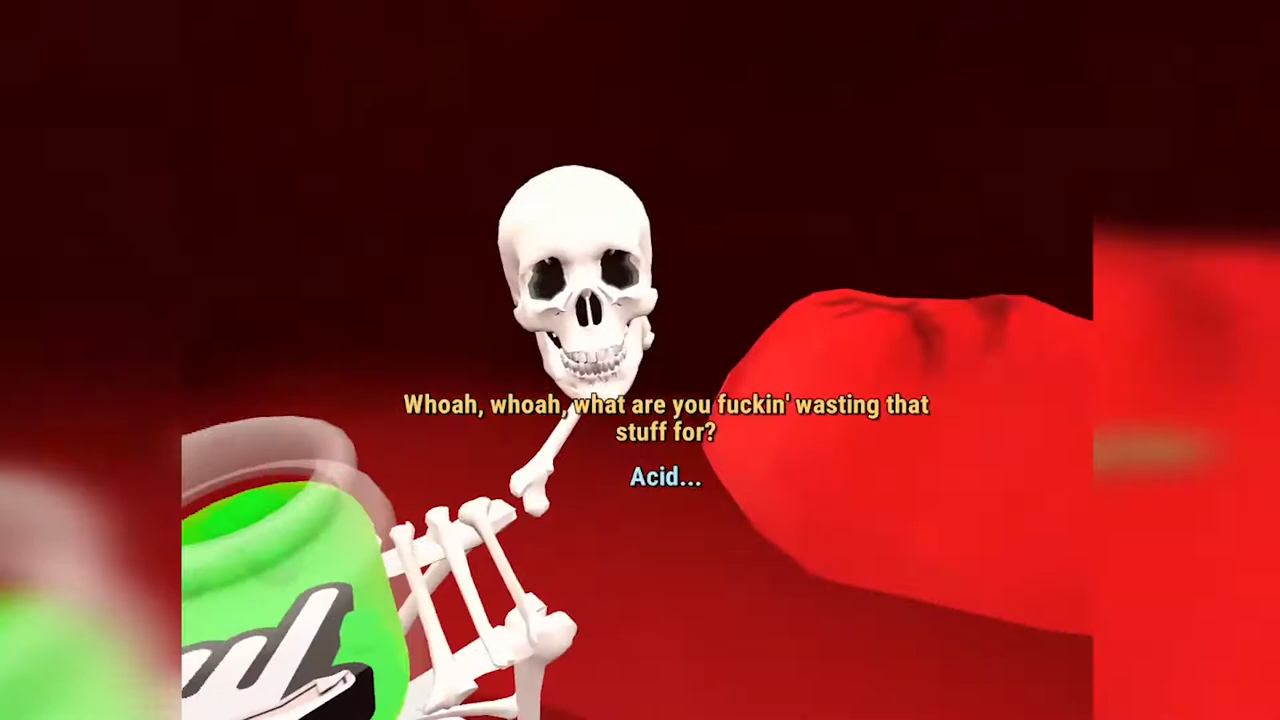 Whoah, whoah, what are you fuckin' wasting that
stuff for?
Acid...